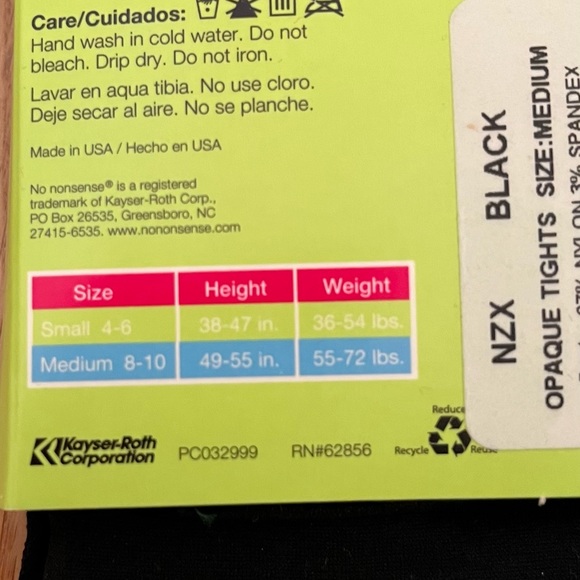 Care/Cuidados:
Hand wash in cold water. Do not
bleach. Drip dry. Do not iron.
Lavar en aqua tibia. No use cloro.
Deje secar al aire. No se planche.
Made in USA / Hecho en USA
No nonsense® is a registered
trademark of Kayser-Roth Corp.,
PO Box 26535, Greensboro, NC
27415-6535. www.nononsense.com
Size Height Weight
Small 4-6 38-47 in. 36-54 lbs.
Medium 8-10 49-55 in. 55-72 lbs.
Kayser-Roth
Corporation
PC032999
RN#62856
Reduce
Recycle
Reuse
NZX BLACK
OPAQUE TIGHTS SIZE:MEDIUM
NYLON 3% SPANDEX